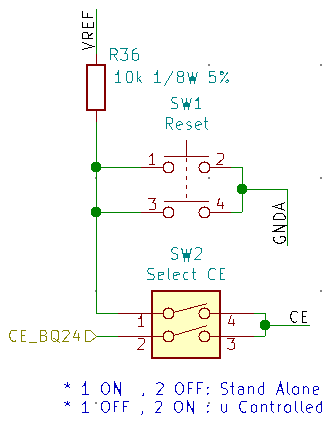 VREF
R36
10k 1/8W 5%
SW1
Reset
1 2
3 4
GNDA
SW2
Select CE
1 4
CE
CE_BQ24 2 3
* 1 ON , 2 OFF: Stand Alone
* 1 OFF , 2 ON : u Controlled